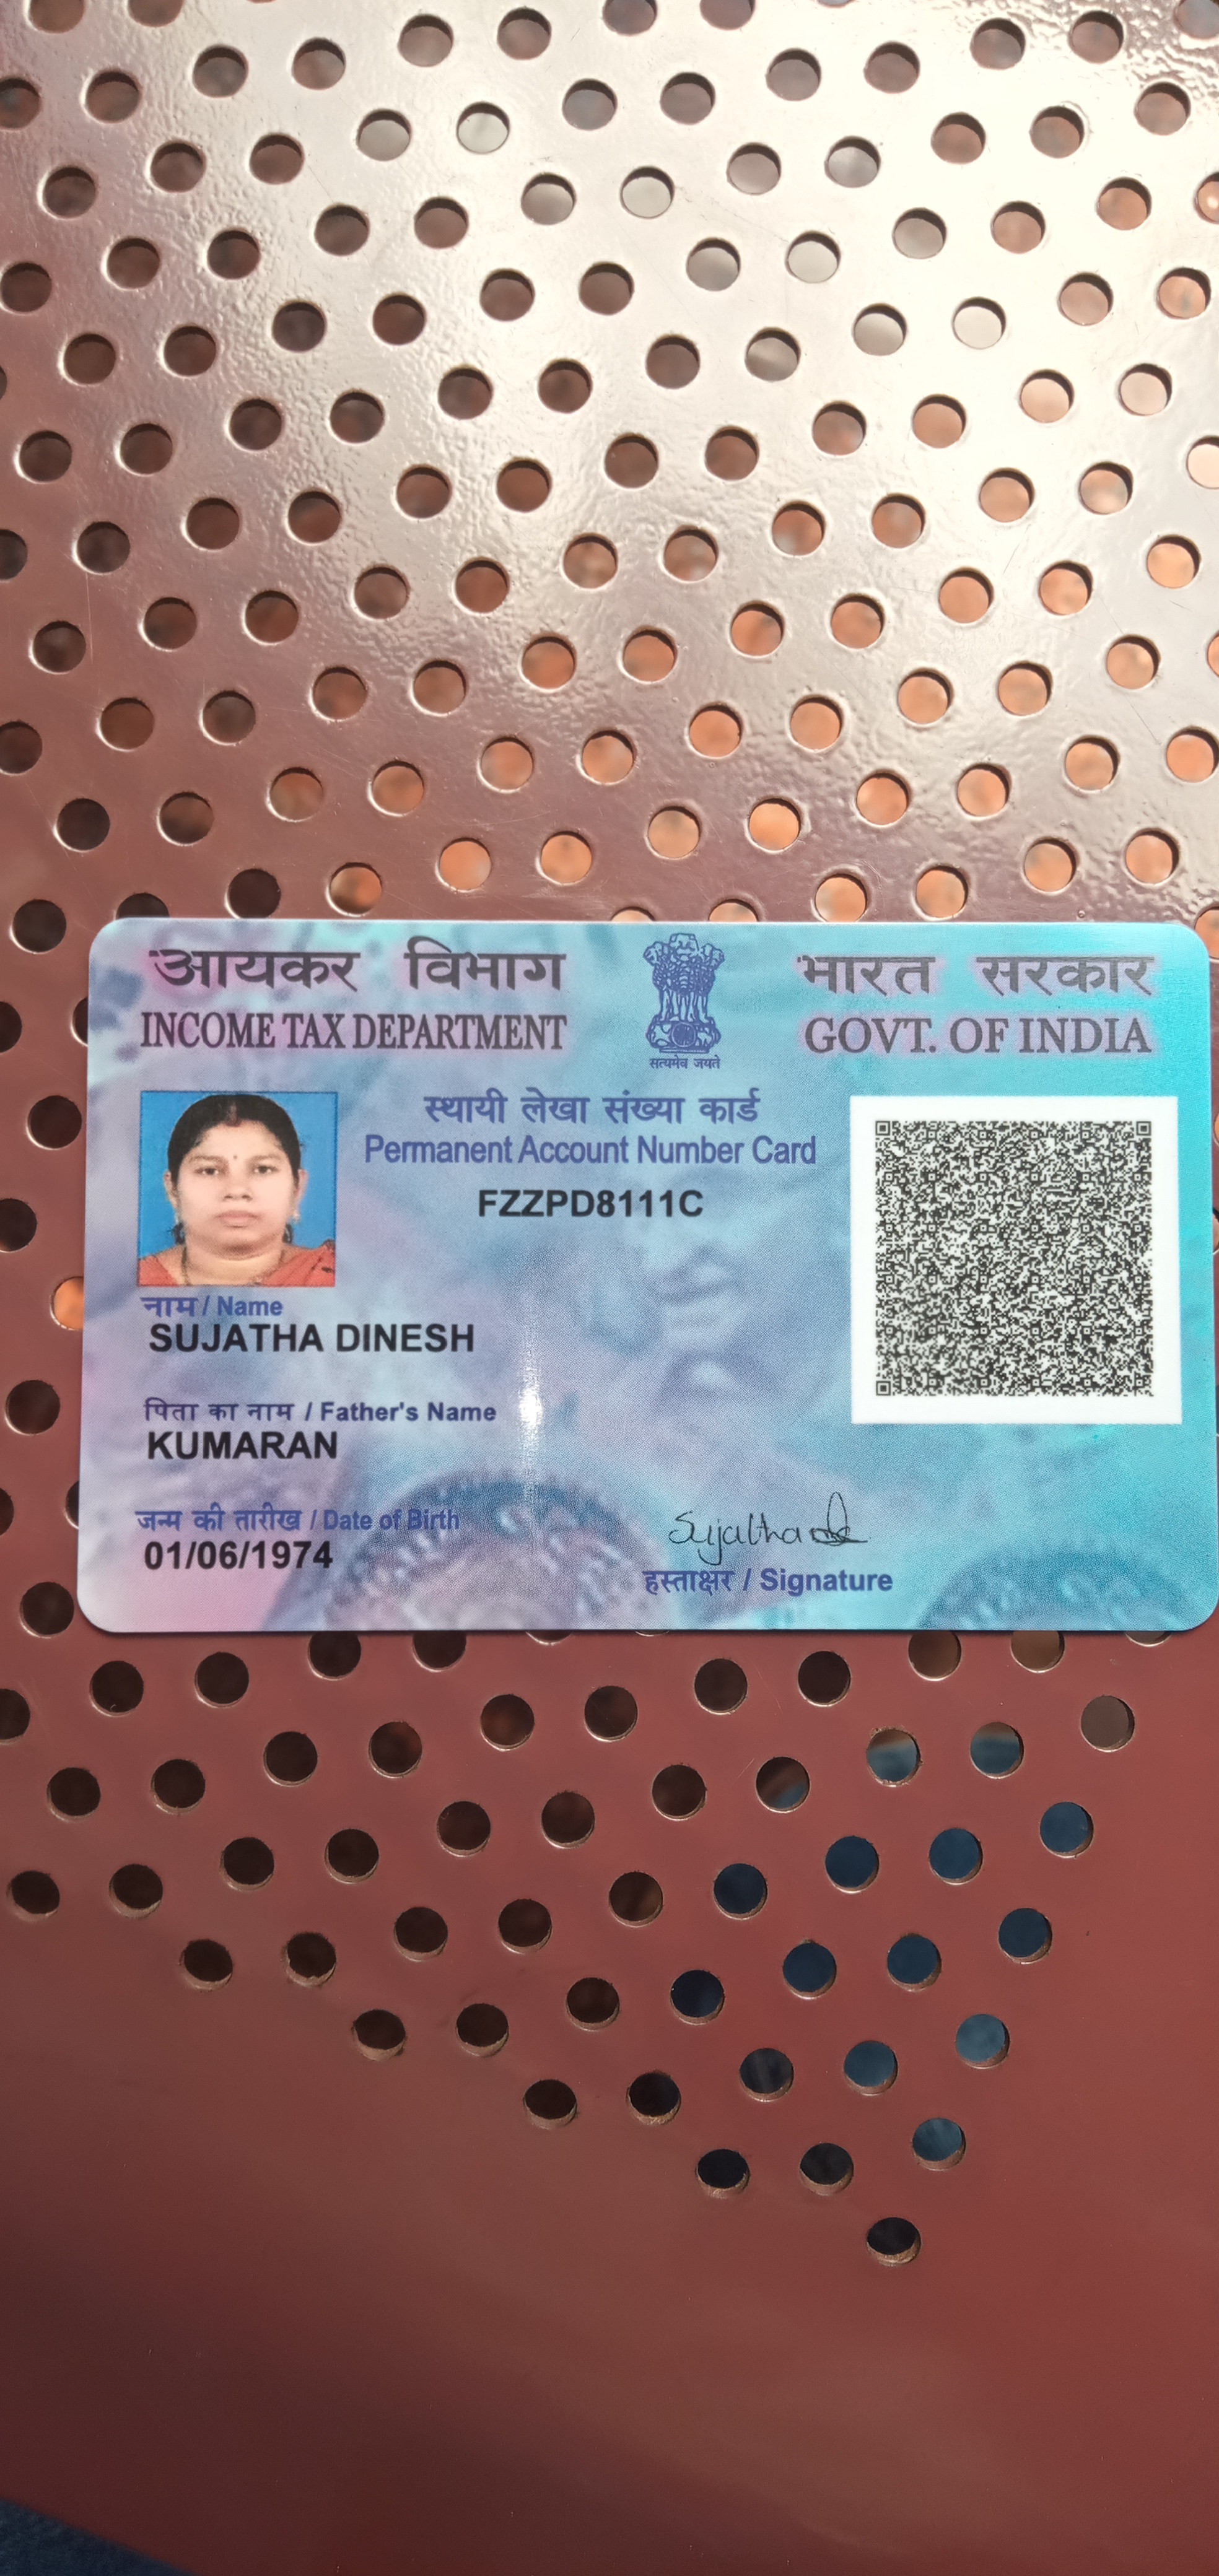 आयकर विभाग
INCOME TAX DEPARTMENT
सत्यमेव जयते
भारत सरकार
GOVT. OF INDIA
स्थायी लेखा संख्या कार्ड
Permanent Account Number Card
FZZPD8111C
नाम / Name
SUJATHA DINESH
पिता का नाम / Father's Name
KUMARAN
जन्म की तारीख / Date of Birth
01/06/1974
Sujatha
हस्ताक्षर / Signature